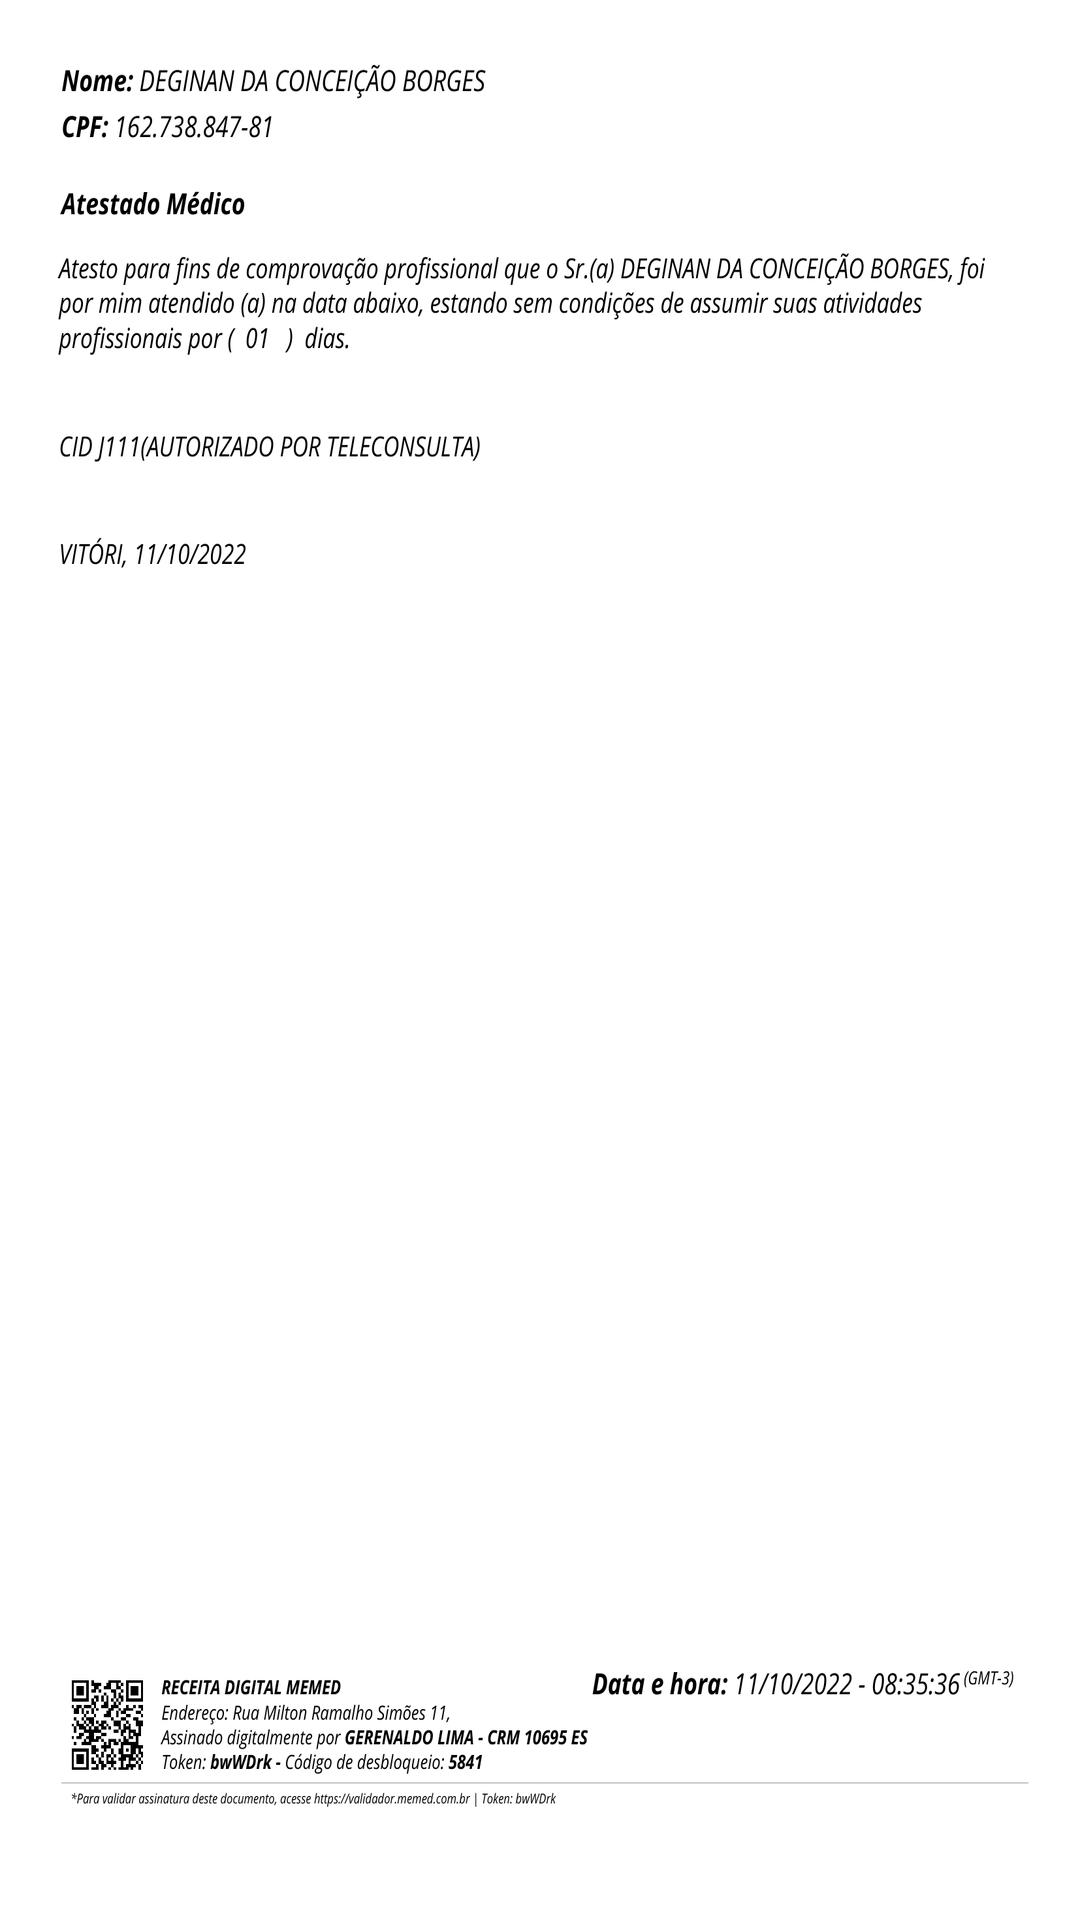 Nome: DEGINAN DA CONCEIÇÃO BORGES
CPF: 162.738.847-81
Atestado Médico
Atesto para fins de comprovação profissional que o Sr.(a) DEGINAN DA CONCEIÇÃO BORGES, foi
por mim atendido (a) na data abaixo, estando sem condições de assumir suas atividades
profissionais por ( 01 ) dias.
CID J111(AUTORIZADO POR TELECONSULTA)
VITÓRI, 11/10/2022
RECEITA DIGITAL MEMED
Endereço: Rua Milton Ramalho Simões 11,
Assinado digitalmente por GERENALDO LIMA - CRM 10695 ES
Token: bwWDrk - Código de desbloqueio: 5841
Data e hora: 11/10/2022 - 08:35:36 (GMT-3)
*Para validar assinatura deste documento, acesse https://validador.memed.com.br | Token: bwWDrk